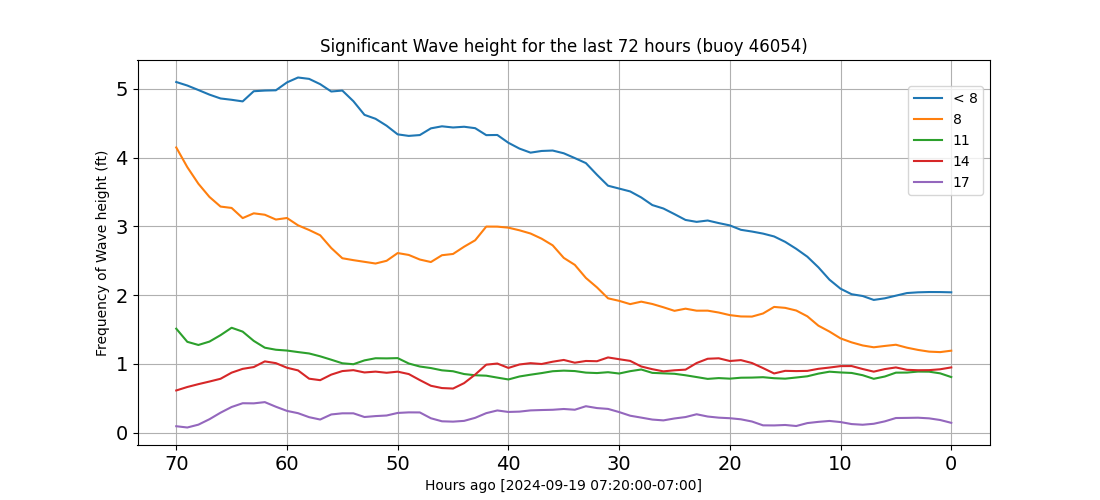 Significant Wave height for the last 72 hours (buoy 46054)
Frequency of Wave height (ft)
5
4
3
2
1
0
< 8
8
11
14
17
70 60 50 40 30 20 10 0
Hours ago [2024-09-19 07:20:00-07:00]